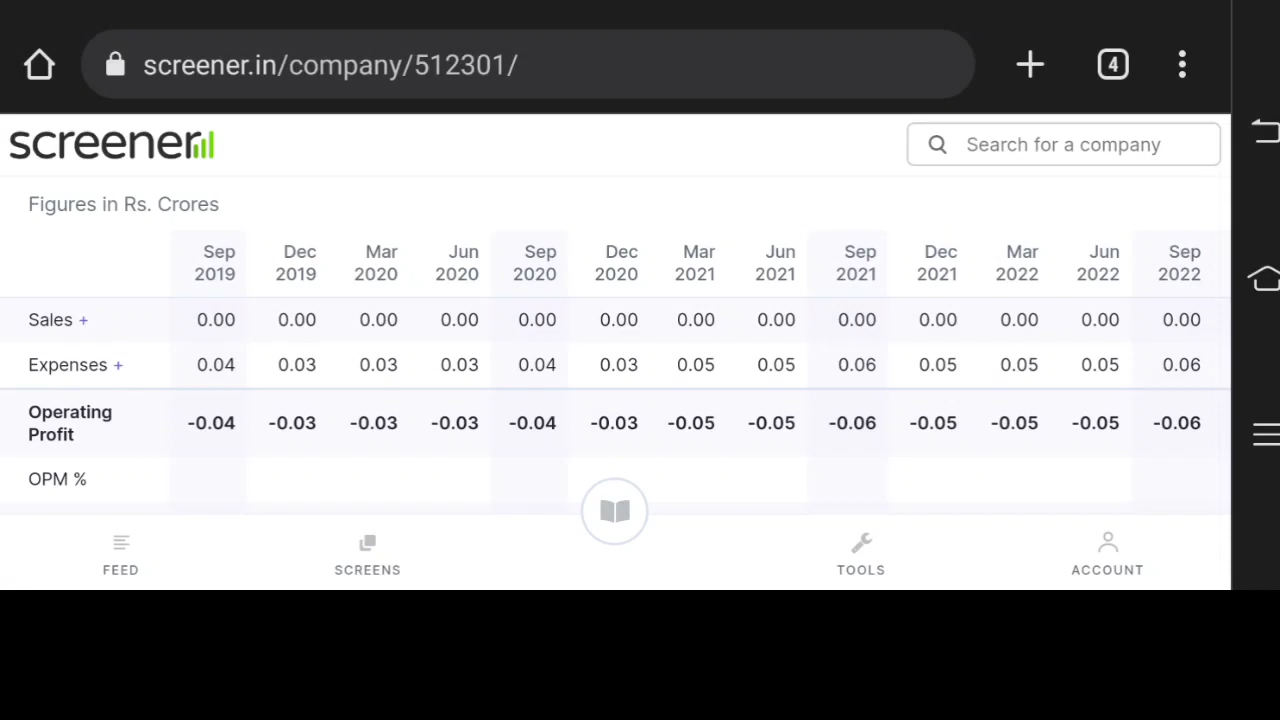 screener.in/company/512301/
4
screener
Search for a company
Figures in Rs. Crores
Sep 2019 Dec 2019 Mar 2020 Jun 2020 Sep 2020 Dec 2020 Mar 2021 Jun 2021 Sep 2021 Dec 2021 Mar 2022 Jun 2022 Sep 2022
Sales + 0.00 0.00 0.00 0.00 0.00 0.00 0.00 0.00 0.00 0.00 0.00 0.00 0.00
Expenses + 0.04 0.03 0.03 0.03 0.04 0.03 0.05 0.05 0.06 0.05 0.05 0.05 0.06
Operating Profit -0.04 -0.03 -0.03 -0.03 -0.04 -0.03 -0.05 -0.05 -0.06 -0.05 -0.05 -0.05 -0.06
OPM %
FEED SCREENS TOOLS ACCOUNT